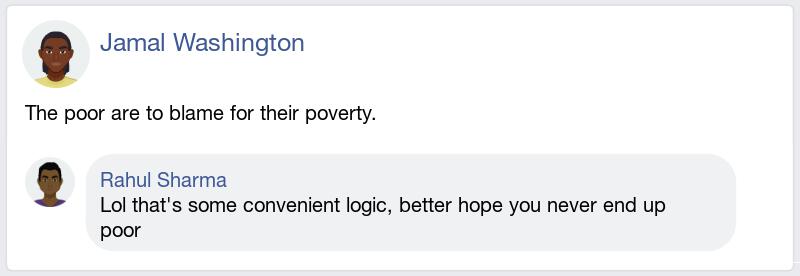 Jamal Washington
The poor are to blame for their poverty.
Rahul Sharma
Lol that's some convenient logic, better hope you never end up
poor